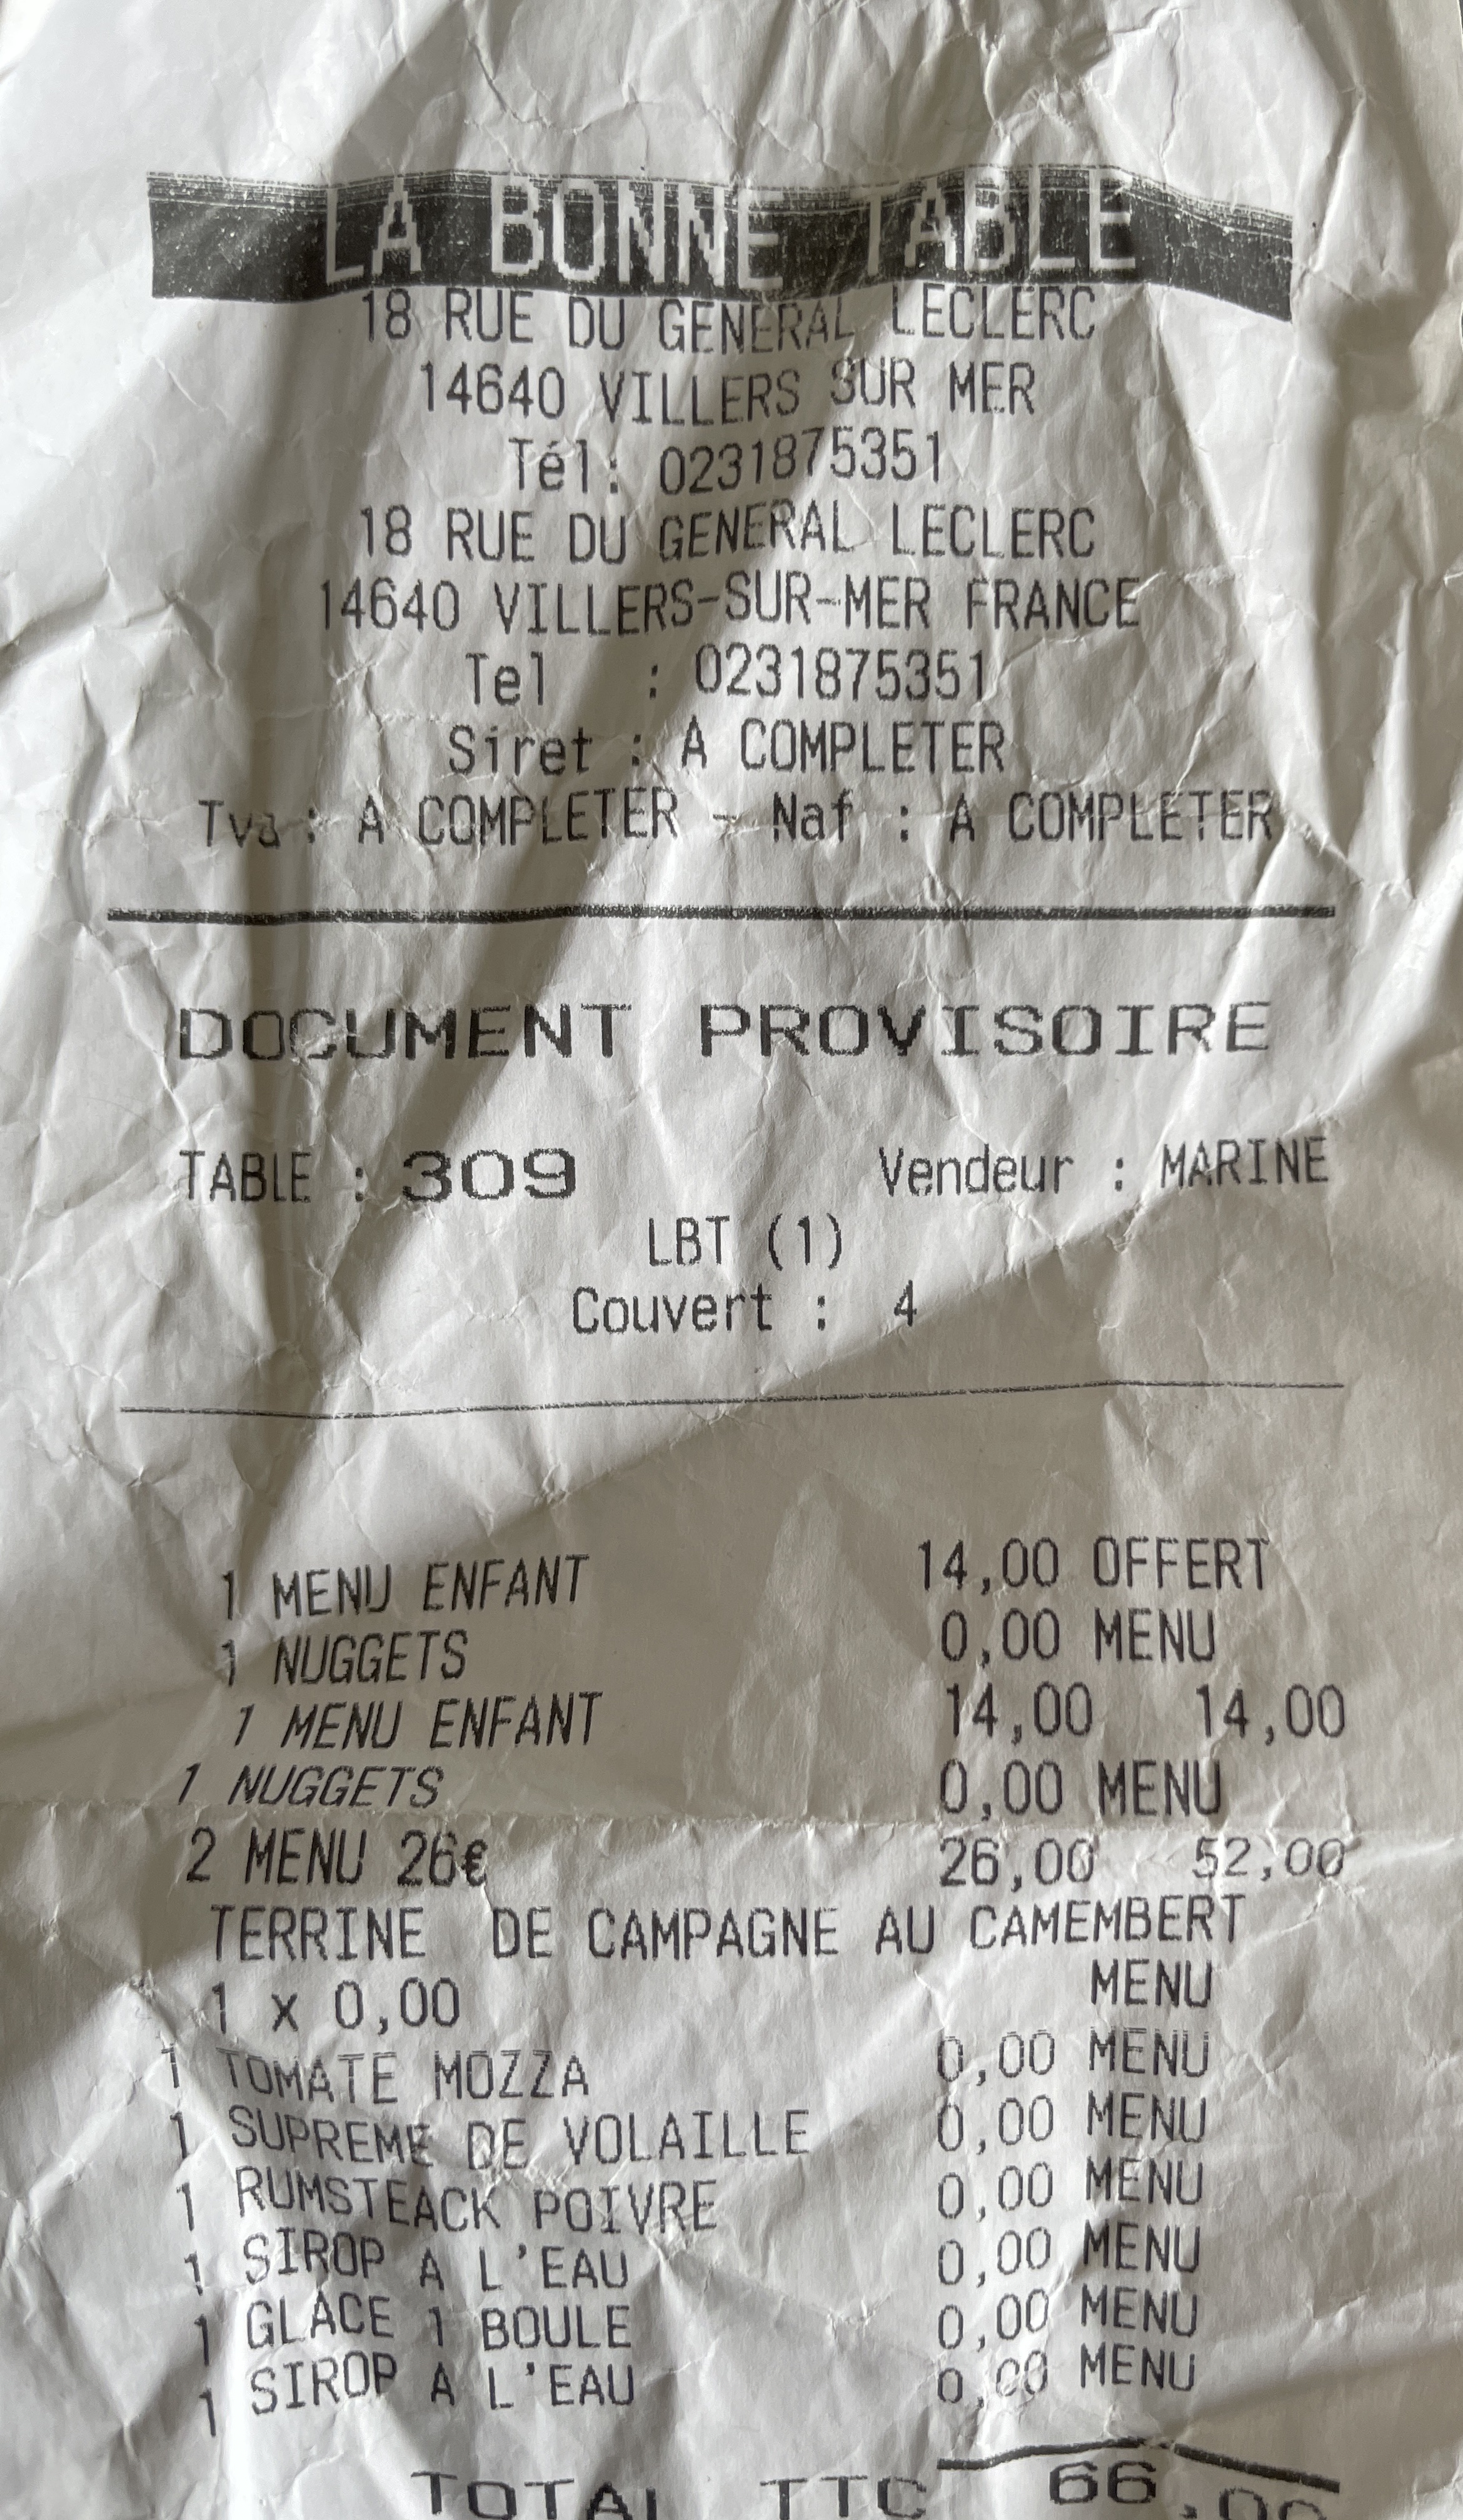 LA BONNE TABLE
18 RUE DU GENERAL LECLERC
14640 VILLERS SUR MER
Tél: 0231875351
18 RUE DU GENERAL LECLERC
14640 VILLERS-SUR-MER FRANCE
Tel : 0231875351
Siret : A COMPLETER
Tva : A COMPLETER - Naf : A COMPLETER
DOCUMENT PROVISOIRE
TABLE : 309 Vendeur : MARINE
LBT (1)
Couvert : 4
1 MENU ENFANT 14,00 OFFERT
1 NUGGETS 0,00 MENU
1 MENU ENFANT 14,00 14,00
1 NUGGETS 0,00 MENU
2 MENU 26€ 26,00 52,00
TERRINE DE CAMPAGNE AU CAMEMBERT
1 x 0,00 MENU
1 TOMATE MOZZA 0,00 MENU
1 SUPREME DE VOLAILLE 0,00 MENU
1 RUMSTEACK POIVRE 0,00 MENU
1 SIROP A L'EAU 0,00 MENU
1 GLACE 1 BOULE 0,00 MENU
1 SIROP A L'EAU 0,00 MENU
TOTAL TTC 66,00